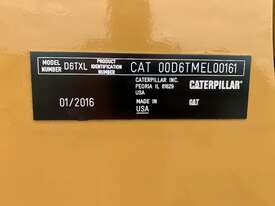 MODEL NUMBER D6TXL PRODUCT IDENTIFICATION NUMBER CAT 00D6TMEL00161
CATERPILLAR INC.
PEORIA IL 61629
USA
CATERPILLAR
01/2016 MADE IN USA CAT